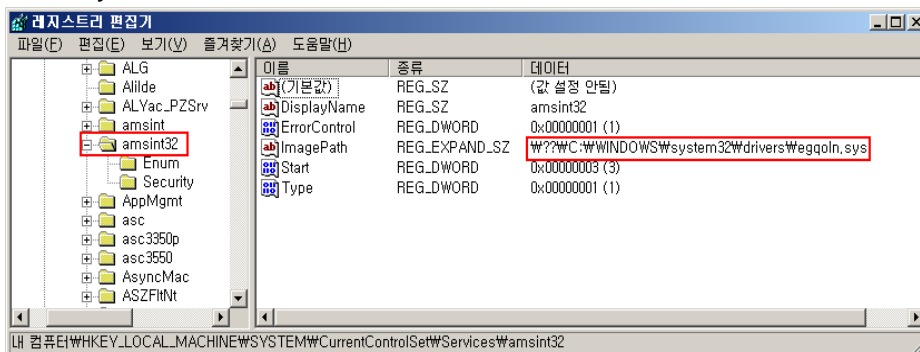 레지스트리 편집기
파일(F) 편집(E) 보기(V) 즐겨찾기(A) 도움말(H)
ALG
Alilde
ALYac_PZSrv
amsint
amsint32
Enum
Security
AppMgmt
asc
asc3350p
asc3550
AsyncMac
ASZFltNt
이름 종류 데이터
(기본값) REG_SZ (값 설정 안됨)
DisplayName REG_SZ amsint32
ErrorControl REG_DWORD 0x00000001 (1)
ImagePath REG_EXPAND_SZ ₩??₩C:₩WINDOWS₩system32₩drivers₩egqoln.sys
Start REG_DWORD 0x00000003 (3)
Type REG_DWORD 0x00000001 (1)
내 컴퓨터₩HKEY_LOCAL_MACHINE₩SYSTEM₩CurrentControlSet₩Services₩amsint32